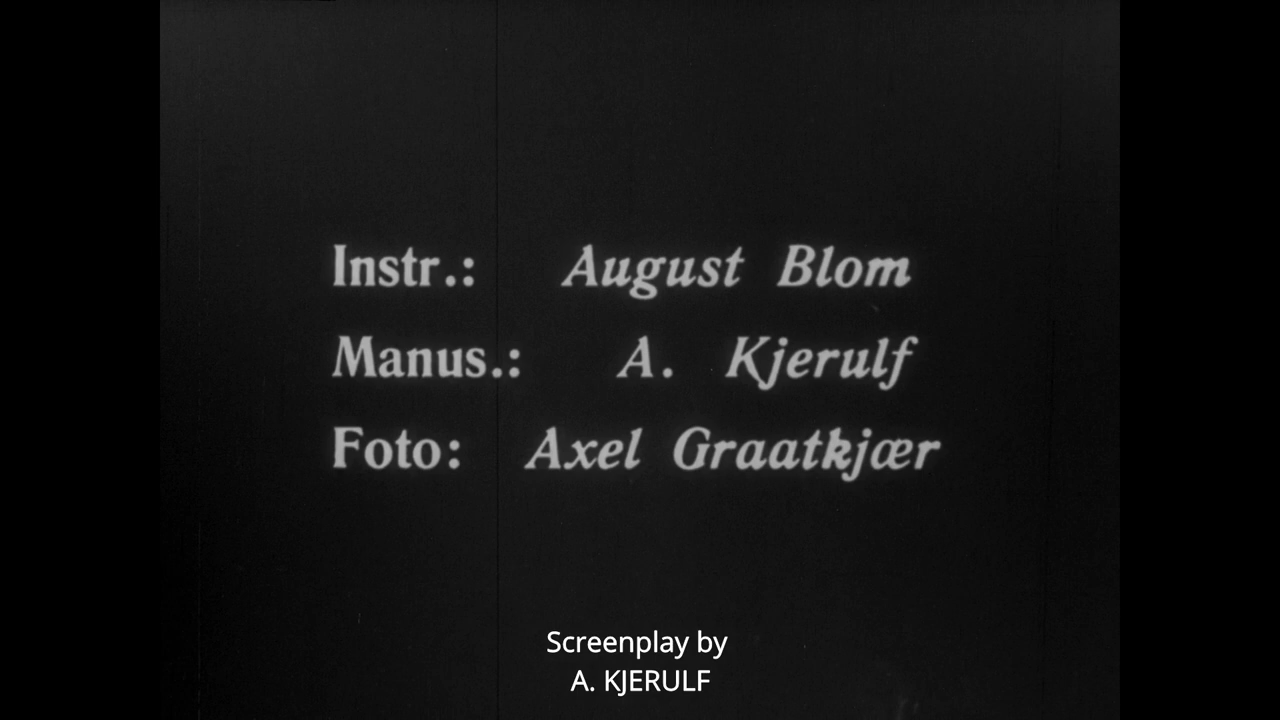 Instr.: August Blom
Manus.: A. Kjerulf
Foto: Axel Graatkjær
Screenplay by
A. KJERULF